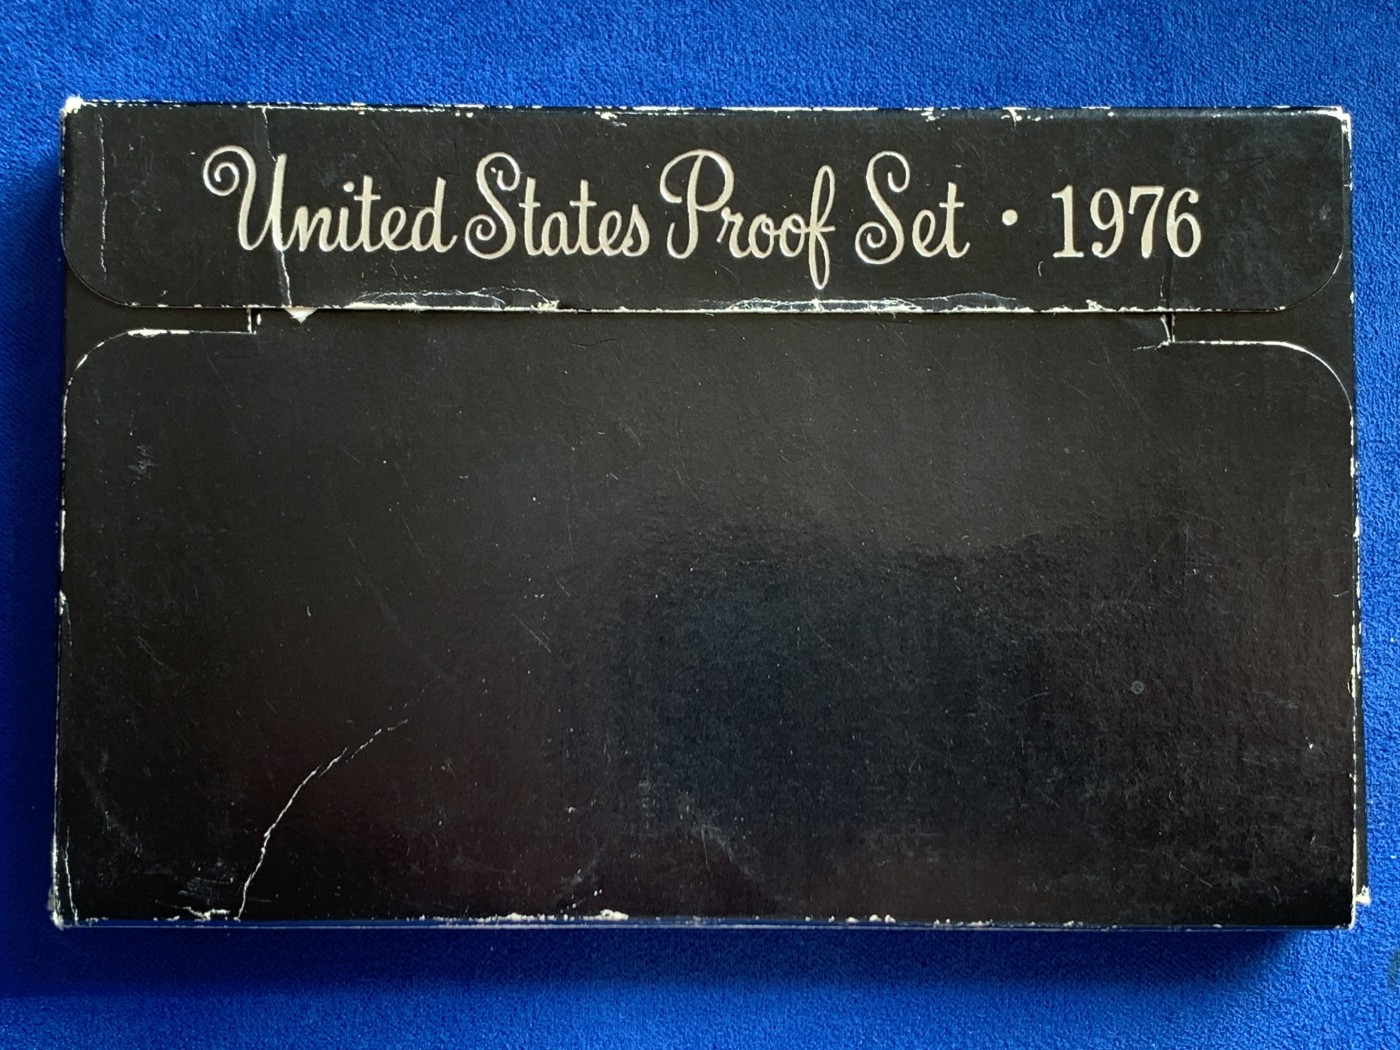 United States Proof Set · 1976